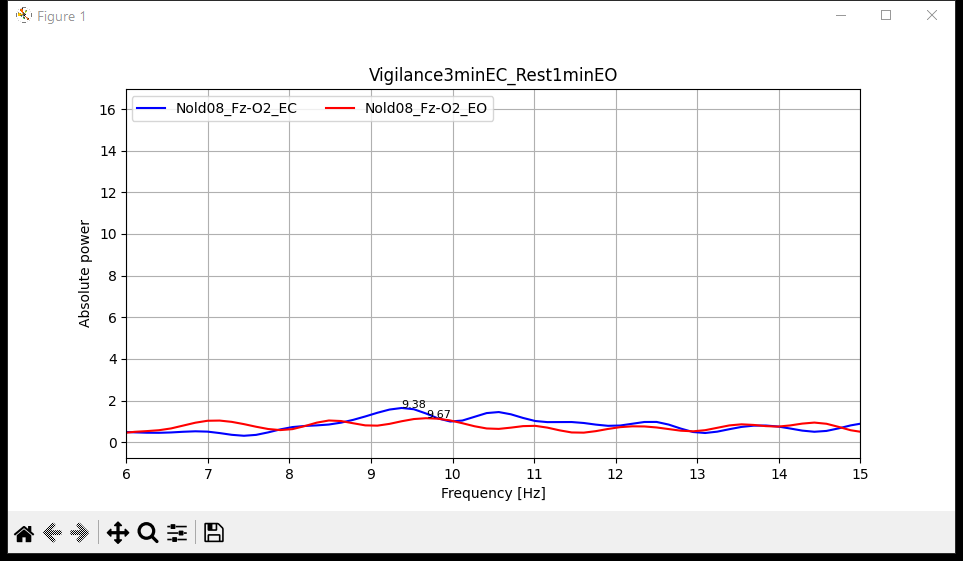 Figure 1
Vigilance3minEC_Rest1minEO
Nold08_Fz-O2_EC Nold08_Fz-O2_EO
16
14
12
10
8
6
4
2
0
Absolute power
9.38
9.67
6 7 8 9 10 11 12 13 14 15
Frequency [Hz]